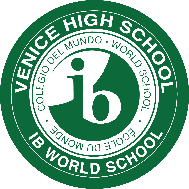 VENICE HIGH SCHOOL
COLEGIO DEL MUNDO · WORLD SCHOOL · ÉCOLE DU MONDE ·
ib
IB WORLD SCHOOL